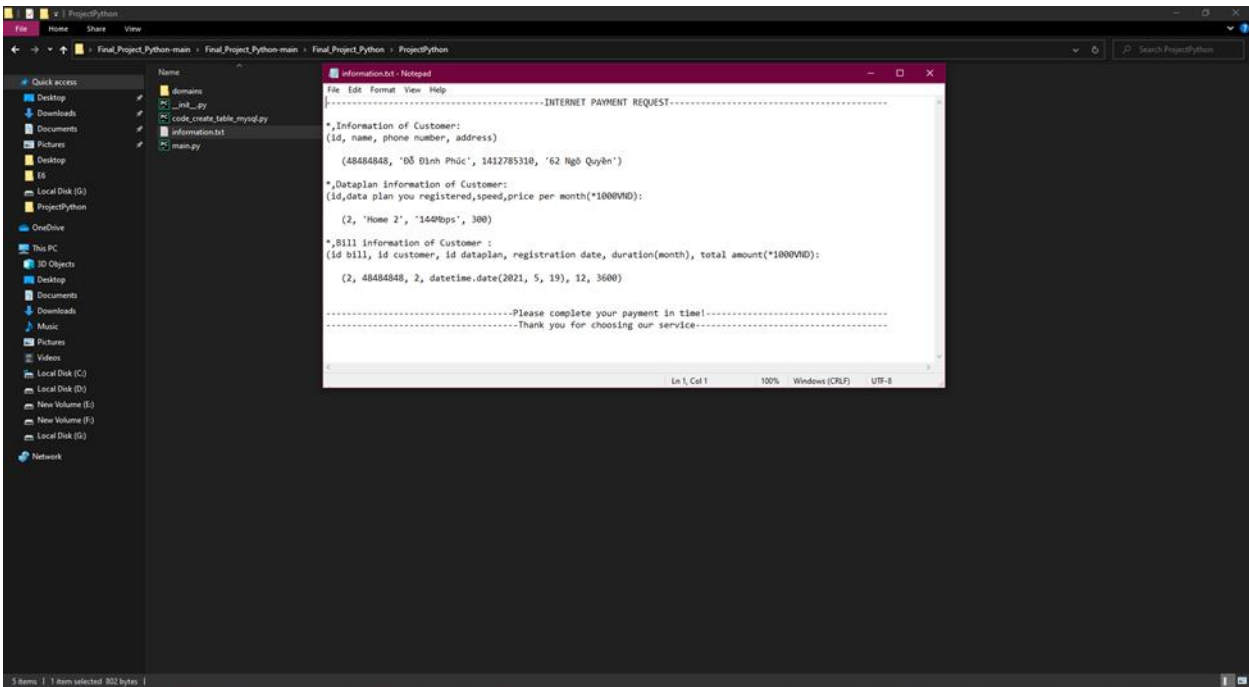 ProjectPython
File Home Share View
Final_Project_Python-main › Final_Project_Python-main › Final_Project_Python › ProjectPython
Search ProjectPython
Quick access
Desktop
Downloads
Documents
Pictures
Desktop
E6
Local Disk (G:)
ProjectPython
OneDrive
This PC
3D Objects
Desktop
Documents
Downloads
Music
Pictures
Videos
Local Disk (C:)
Local Disk (D:)
New Volume (E:)
New Volume (F:)
Local Disk (G:)
Network
Name
domains
__init__.py
code_create_table_mysql.py
information.txt
main.py
information.txt - Notepad
File Edit Format View Help
------------------------------------------INTERNET PAYMENT REQUEST------------------------------------------
*,Information of Customer:
(id, name, phone number, address)
(48484848, 'Đỗ Đình Phúc', 1412785310, '62 Ngô Quyền')
*,Dataplan information of Customer:
(id,data plan you registered,speed,price per month(*1000VND):
(2, 'Home 2', '144Mbps', 300)
*,Bill information of Customer :
(id bill, id customer, id dataplan, registration date, duration(month), total amount(*1000VND):
(2, 48484848, 2, datetime.date(2021, 5, 19), 12, 3600)
------------------------------------Please complete your payment in time!-----------------------------------
-------------------------------------Thank you for choosing our service-------------------------------------
Ln 1, Col 1 100% Windows (CRLF) UTF-8
5 items 1 item selected 802 bytes